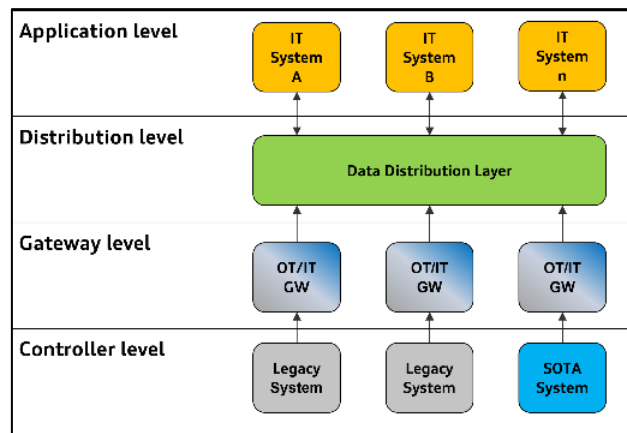 Application level
IT
System
A
IT
System
B
IT
System
n
Distribution level
Data Distribution Layer
Gateway level
OT/IT
GW
OT/IT
GW
OT/IT
GW
Controller level
Legacy
System
Legacy
System
SOTA
System